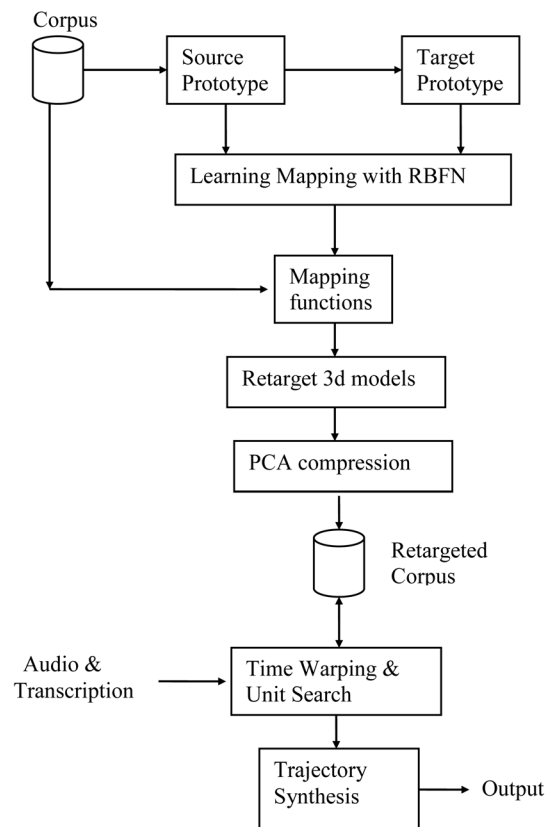 Corpus
Source
Prototype
Target
Prototype
Learning Mapping with RBFN
Mapping
functions
Retarget 3d models
PCA compression
Retargeted
Corpus
Audio &
Transcription
Time Warping &
Unit Search
Trajectory
Synthesis
Output